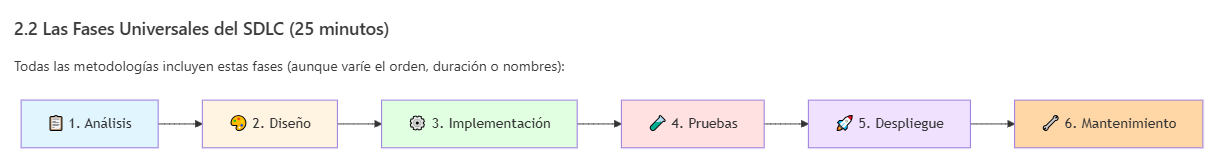 2.2 Las Fases Universales del SDLC (25 minutos)
Todas las metodologías incluyen estas fases (aunque varíe el orden, duración o nombres):
1. Análisis
2. Diseño
3. Implementación
4. Pruebas
5. Despliegue
6. Mantenimiento